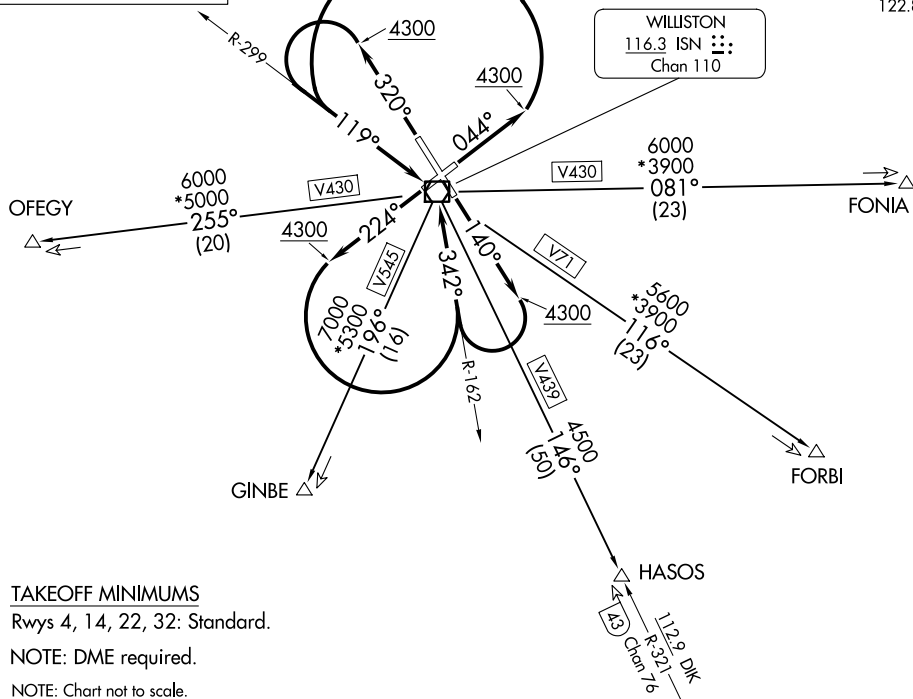 122.8
R-299
4300
WILLISTON
116.3 ISN
Chan 110
320°
4300
119°
044°
6000
*3900
V430
081°
(23)
FONIA
6000
*5000
V430
255°
(20)
OFEGY
4300
224°
V545
342°
140°
V71
4300
7000
*5300
196°
(16)
5600
*3900
116°
(23)
R-162
V439
4500
146°
(50)
FORBI
GINBE
HASOS
43
Chan 76
R-321
112.9 DIK
TAKEOFF MINIMUMS
Rwys 4, 14, 22, 32: Standard.
NOTE: DME required.
NOTE: Chart not to scale.